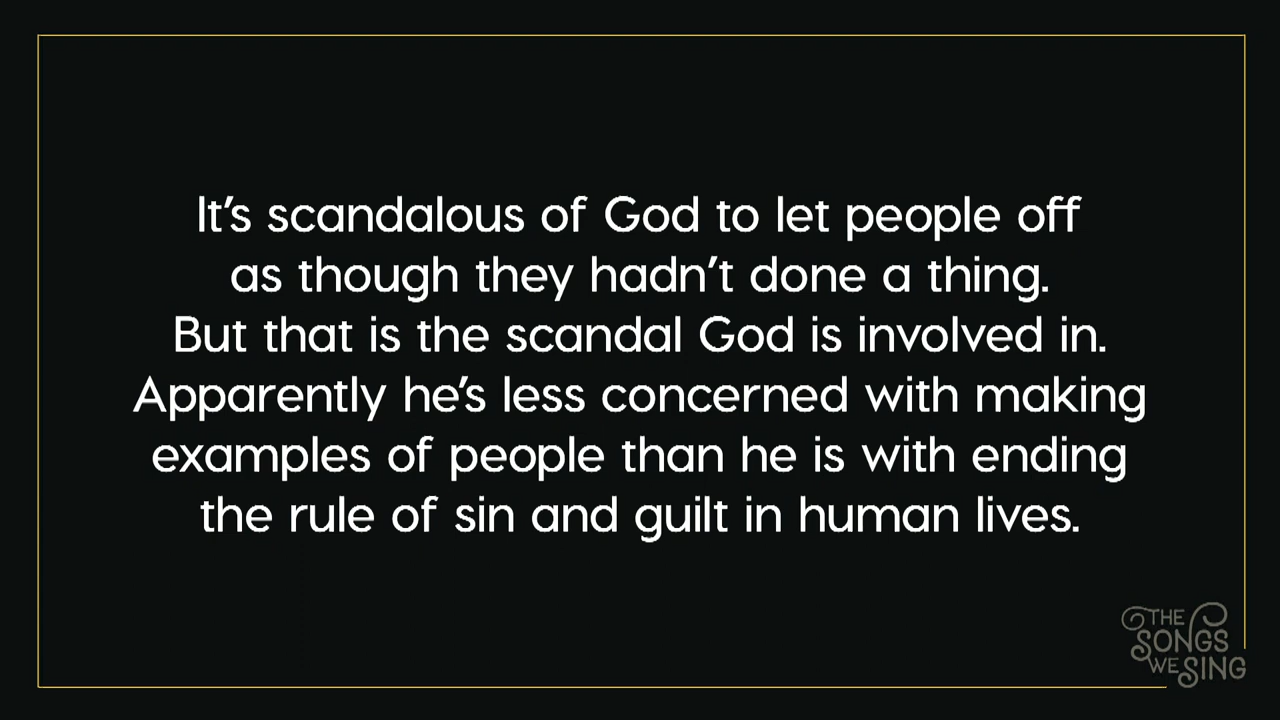 It's scandalous of God to let people off
as though they hadn't done a thing.
But that is the scandal God is involved in.
Apparently he's less concerned with making
examples of people than he is with ending
the rule of sin and guilt in human lives.
THE
SONGS
WE SING